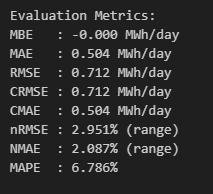 Evaluation Metrics:
MBE : -0.000 MWh/day
MAE : 0.504 MWh/day
RMSE : 0.712 MWh/day
CRMSE : 0.712 MWh/day
CMAE : 0.504 MWh/day
nRMSE : 2.951% (range)
NMAE : 2.087% (range)
MAPE : 6.786%